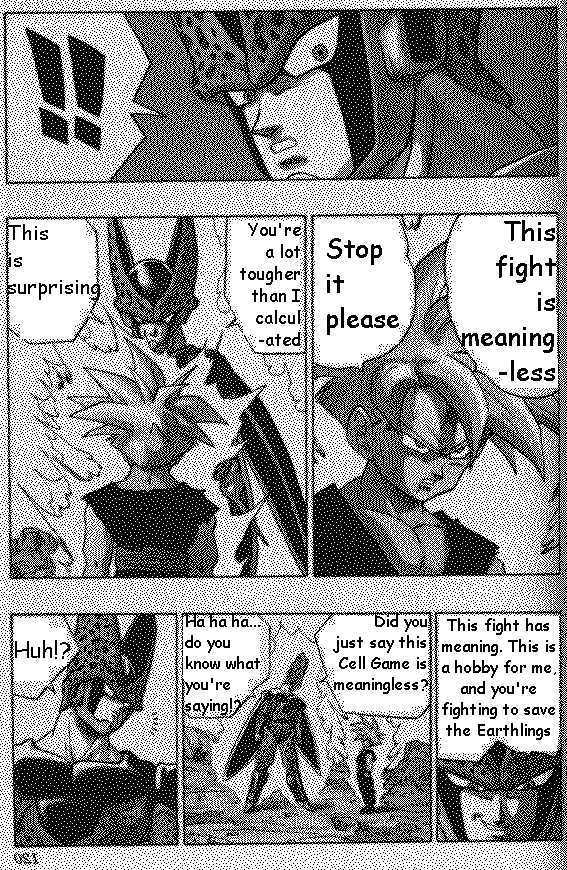 !!
This
is
surprising
You're
a lot
tougher
than I
calcul
-ated
Stop
it
please
This
fight
is
meaning
-less
Huh!?
Ha ha ha...
do you
know what
you're
saying!?
Did you
just say this
Cell Game is
meaningless?
This fight has
meaning. This is
a hobby for me,
and you're
fighting to save
the Earthlings